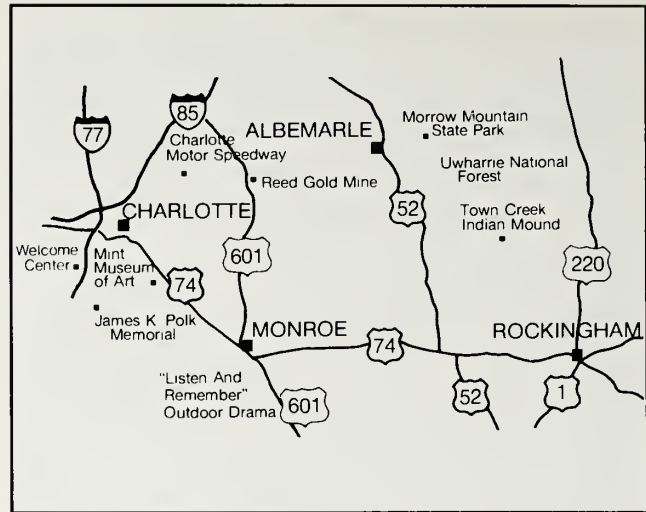 85
77
Charlotte
Motor Speedway
ALBEMARLE
Morrow Mountain
State Park
Uwharrie National
Forest
Reed Gold Mine
52
Town Creek
Indian Mound
CHARLOTTE
Welcome
Center
Mint
Museum
of Art
74
601
220
James K. Polk
Memorial
MONROE
74
ROCKINGHAM
"Listen And
Remember"
Outdoor Drama
601
52
1